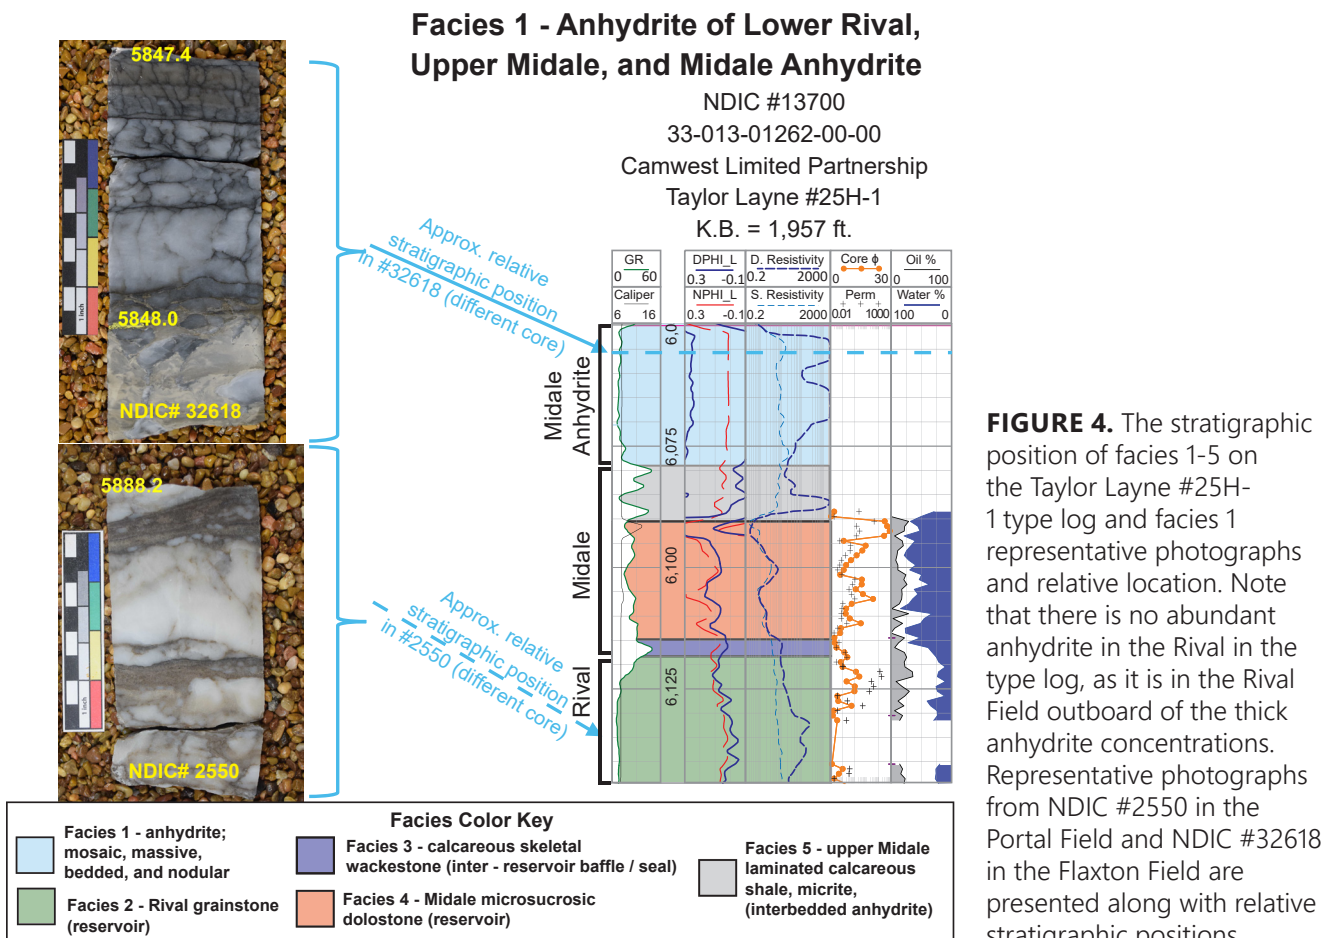 Facies 1 - Anhydrite of Lower Rival,
Upper Midale, and Midale Anhydrite
NDIC #13700
33-013-01262-00-00
Camwest Limited Partnership
Taylor Layne #25H-1
K.B. = 1,957 ft.
5847.4
1 inch
5848.0
NDIC# 32618
5888.2
1 inch
NDIC# 2550
Approx. relative
stratigraphic position
in #32618 (different core)
Approx. relative
stratigraphic position
in #2550 (different core)
GR
0 60
Caliper
6 16
DPHI_L
0.3 -0.1
NPHI_L
0.3 -0.1
D. Resistivity
0.2 2000
S. Resistivity
0.2 2000
Core ϕ
0 30
Perm
0.01 1000
Oil %
0 100
Water %
100 0
Midale
Anhydrite
Midale
Rival
6,0
6,075
6,100
6,125
Facies Color Key
Facies 1 - anhydrite;
mosaic, massive,
bedded, and nodular
Facies 2 - Rival grainstone
(reservoir)
Facies 3 - calcareous skeletal
wackestone (inter - reservoir baffle / seal)
Facies 4 - Midale microsucrosic
dolostone (reservoir)
Facies 5 - upper Midale
laminated calcareous
shale, micrite,
(interbedded anhydrite)
FIGURE 4. The stratigraphic
position of facies 1-5 on
the Taylor Layne #25H-
1 type log and facies 1
representative photographs
and relative location. Note
that there is no abundant
anhydrite in the Rival in the
type log, as it is in the Rival
Field outboard of the thick
anhydrite concentrations.
Representative photographs
from NDIC #2550 in the
Portal Field and NDIC #32618
in the Flaxton Field are
presented along with relative
stratigraphic positions